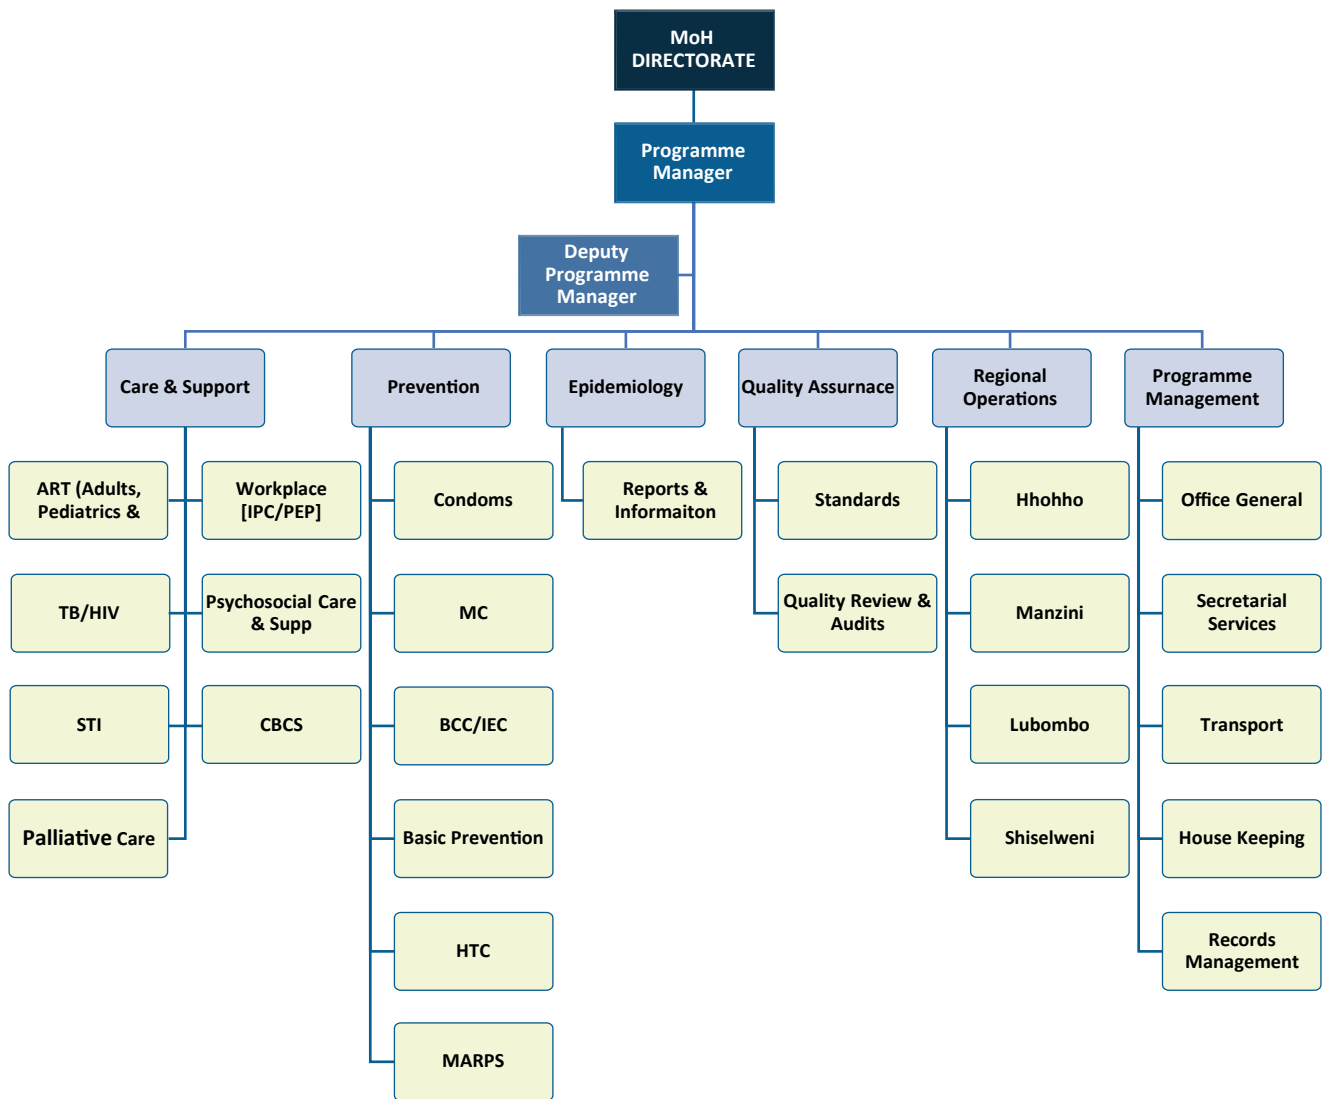 MoH
DIRECTORATE
Programme
Manager
Deputy
Programme
Manager
Care & Support
Prevention
Epidemiology
Quality Assurnace
Regional
Operations
Programme
Management
ART (Adults,
Pediatrics &
Workplace
[IPC/PEP]
Condoms
Reports &
Informaiton
Standards
Hhohho
Office General
TB/HIV
Psychosocial Care
& Supp
MC
Quality Review &
Audits
Manzini
Secretarial
Services
STI
CBCS
BCC/IEC
Lubombo
Transport
Palliative Care
Basic Prevention
Shiselweni
House Keeping
HTC
Records
Management
MARPS